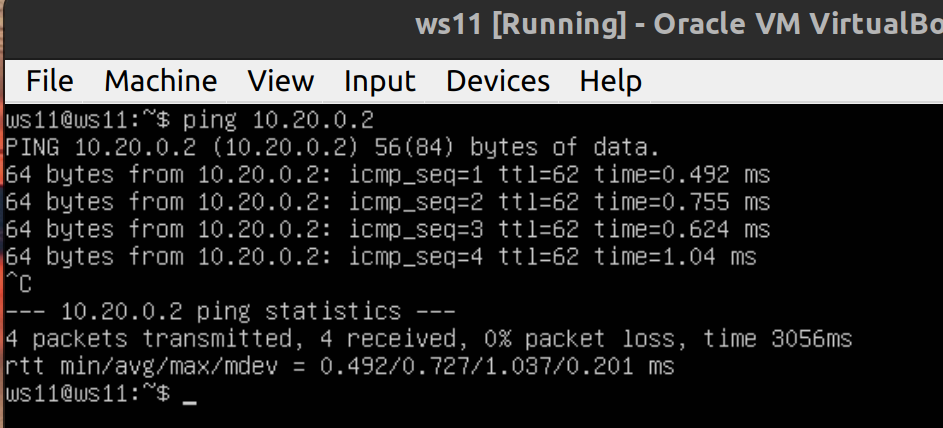 ws11 [Running] - Oracle VM VirtualBo
File Machine View Input Devices Help
ws11@ws11:~$ ping 10.20.0.2
PING 10.20.0.2 (10.20.0.2) 56(84) bytes of data.
64 bytes from 10.20.0.2: icmp_seq=1 ttl=62 time=0.492 ms
64 bytes from 10.20.0.2: icmp_seq=2 ttl=62 time=0.755 ms
64 bytes from 10.20.0.2: icmp_seq=3 ttl=62 time=0.624 ms
64 bytes from 10.20.0.2: icmp_seq=4 ttl=62 time=1.04 ms
^C
--- 10.20.0.2 ping statistics ---
4 packets transmitted, 4 received, 0% packet loss, time 3056ms
rtt min/avg/max/mdev = 0.492/0.727/1.037/0.201 ms
ws11@ws11:~$ _